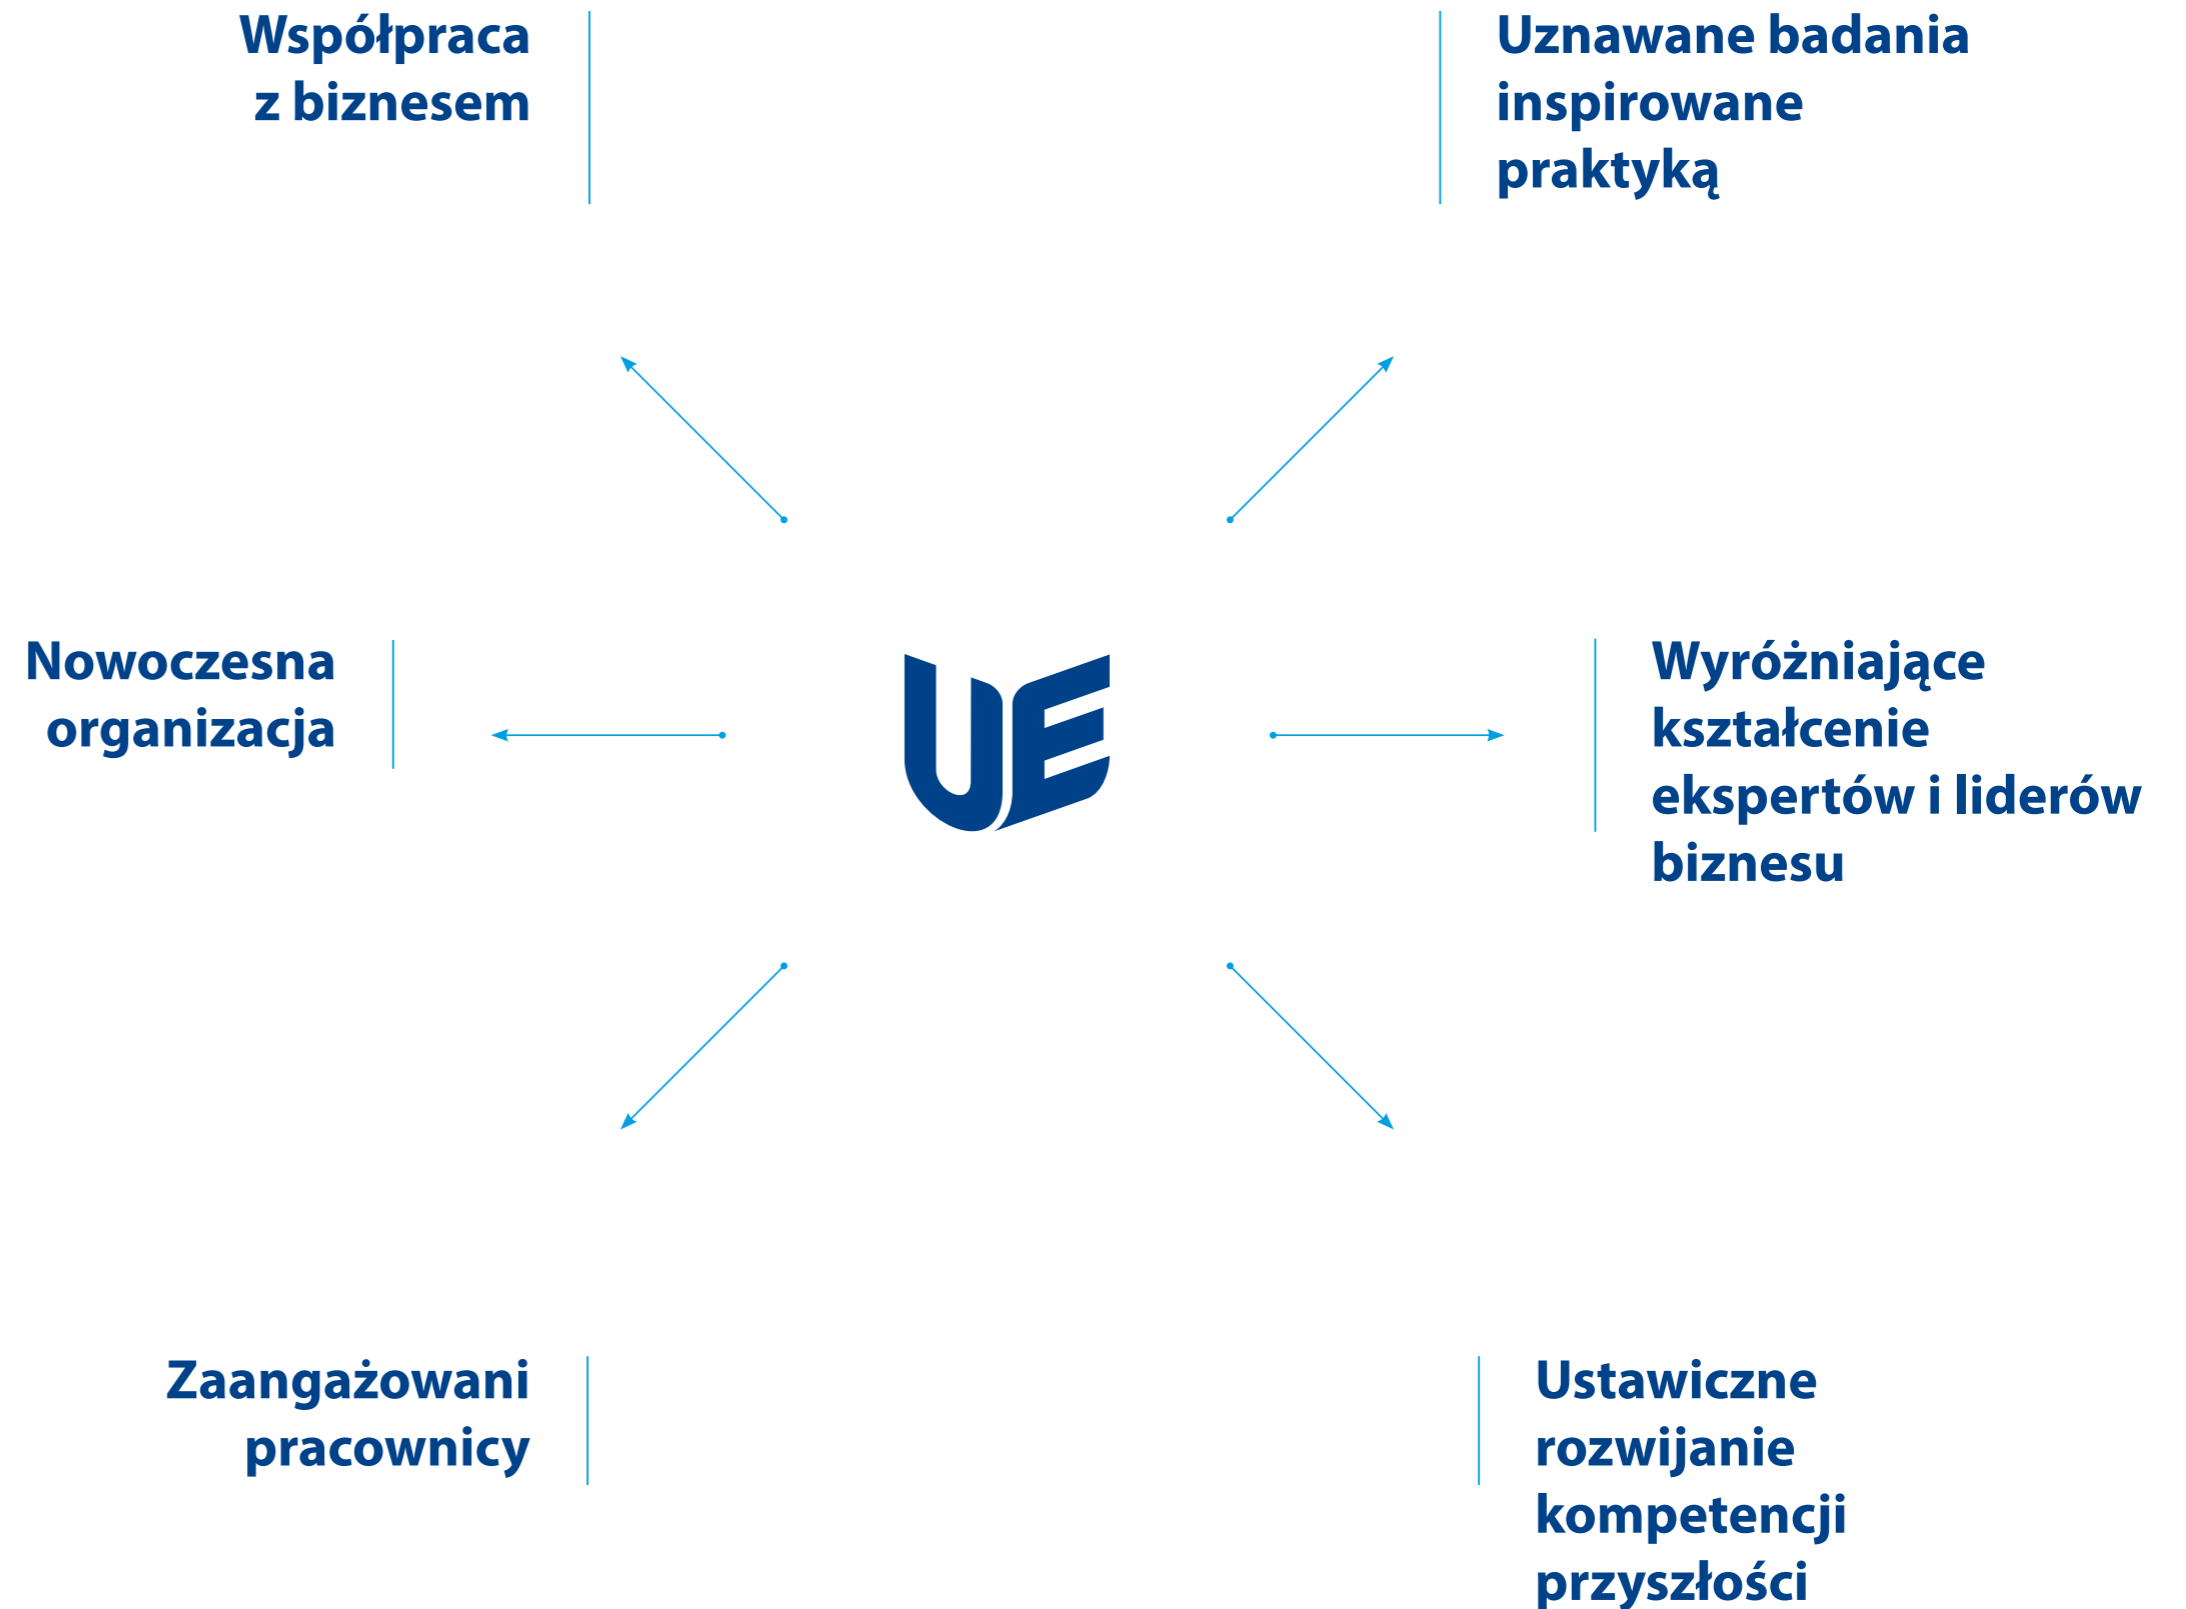 Współpraca
z biznesem
Uznawane badania
inspirowane
praktyką
Nowoczesna
organizacja
UE
Wyróżniające
kształcenie
ekspertów i liderów
biznesu
Zaangażowani
pracownicy
Ustawiczne
rozwijanie
kompetencji
przyszłości